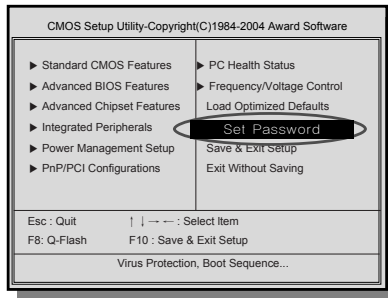 CMOS Setup Utility-Copyright(C)1984-2004 Award Software
▶ Standard CMOS Features
▶ Advanced BIOS Features
▶ Advanced Chipset Features
▶ Integrated Peripherals
▶ Power Management Setup
▶ PnP/PCI Configurations
▶ PC Health Status
▶ Frequency/Voltage Control
Load Optimized Defaults
Set Password
Save & Exit Setup
Exit Without Saving
Esc : Quit ↑ ↓ → ← : Select Item
F8: Q-Flash F10 : Save & Exit Setup
Virus Protection, Boot Sequence...